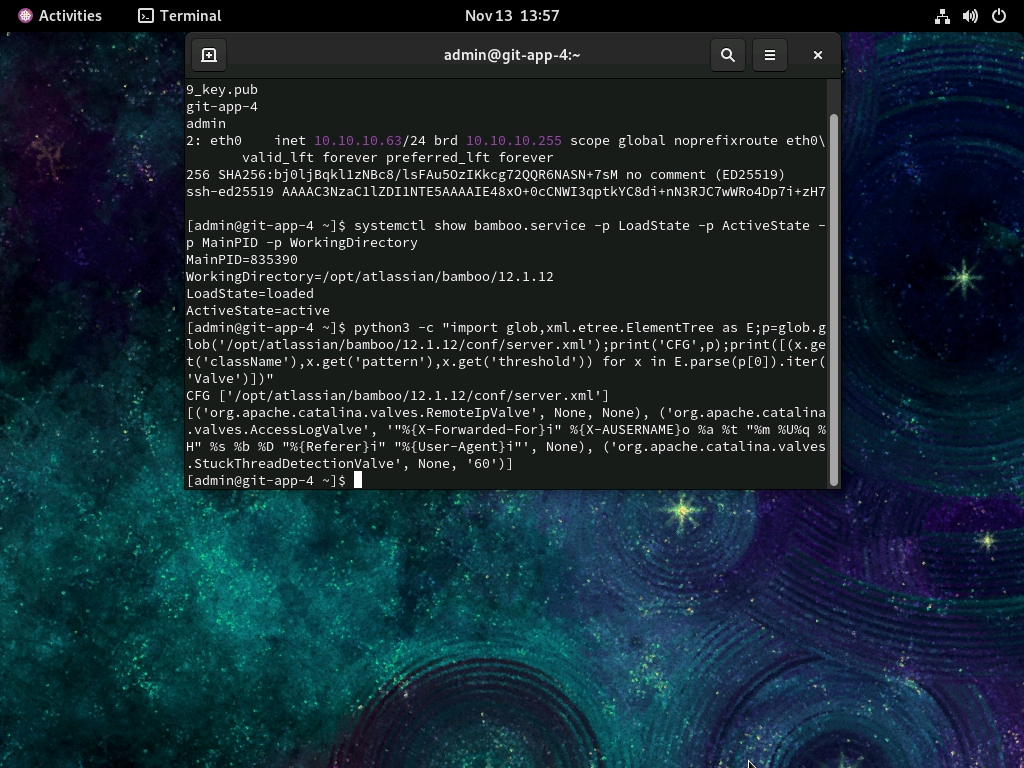 Activities
Terminal
Nov 13 13:57
admin@git-app-4:~
9_key.pub
git-app-4
admin
2: eth0    inet 10.10.10.63/24 brd 10.10.10.255 scope global noprefixroute eth0\
       valid_lft forever preferred_lft forever
256 SHA256:bj0ljBqkl1zNBc8/lsFAu5OzIKkcg72QQR6NASN+7sM no comment (ED25519)
ssh-ed25519 AAAAC3NzaC1lZDI1NTE5AAAAIE48xO+0cCNWI3qptkYC8di+nN3RJC7wWRo4Dp7i+zH7
[admin@git-app-4 ~]$ systemctl show bamboo.service -p LoadState -p ActiveState -
p MainPID -p WorkingDirectory
MainPID=835390
WorkingDirectory=/opt/atlassian/bamboo/12.1.12
LoadState=loaded
ActiveState=active
[admin@git-app-4 ~]$ python3 -c "import glob,xml.etree.ElementTree as E;p=glob.g
lob('/opt/atlassian/bamboo/12.1.12/conf/server.xml');print('CFG',p);print([(x.ge
t('className'),x.get('pattern'),x.get('threshold')) for x in E.parse(p[0]).iter(
'Valve')])"
CFG ['/opt/atlassian/bamboo/12.1.12/conf/server.xml']
[('org.apache.catalina.valves.RemoteIpValve', None, None), ('org.apache.catalina
.valves.AccessLogValve', '"%{X-Forwarded-For}i" %{X-AUSERNAME}o %a %t "%m %U%q %
H" %s %b %D "%{Referer}i" "%{User-Agent}i"', None), ('org.apache.catalina.valves
.StuckThreadDetectionValve', None, '60')]
[admin@git-app-4 ~]$